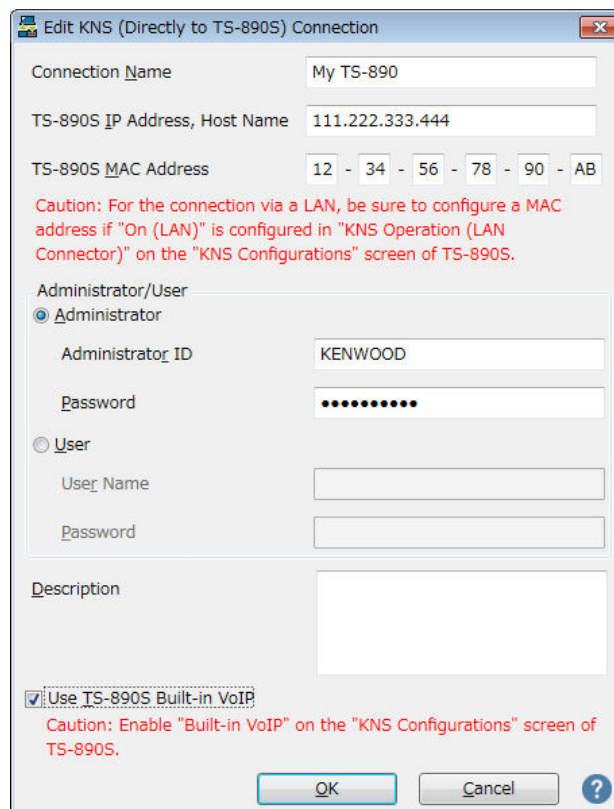 Edit KNS (Directly to TS-890S) Connection
Connection Name My TS-890
TS-890S IP Address, Host Name 111.222.333.444
TS-890S MAC Address 12 - 34 - 56 - 78 - 90 - AB
Caution: For the connection via a LAN, be sure to configure a MAC
address if "On (LAN)" is configured in "KNS Operation (LAN
Connector)" on the "KNS Configurations" screen of TS-890S.
Administrator/User
Administrator
Administrator ID KENWOOD
Password ●●●●●●●●●●
User
User Name
Password
Description
Use TS-890S Built-in VoIP
Caution: Enable "Built-in VoIP" on the "KNS Configurations" screen of
TS-890S.
OK Cancel ?